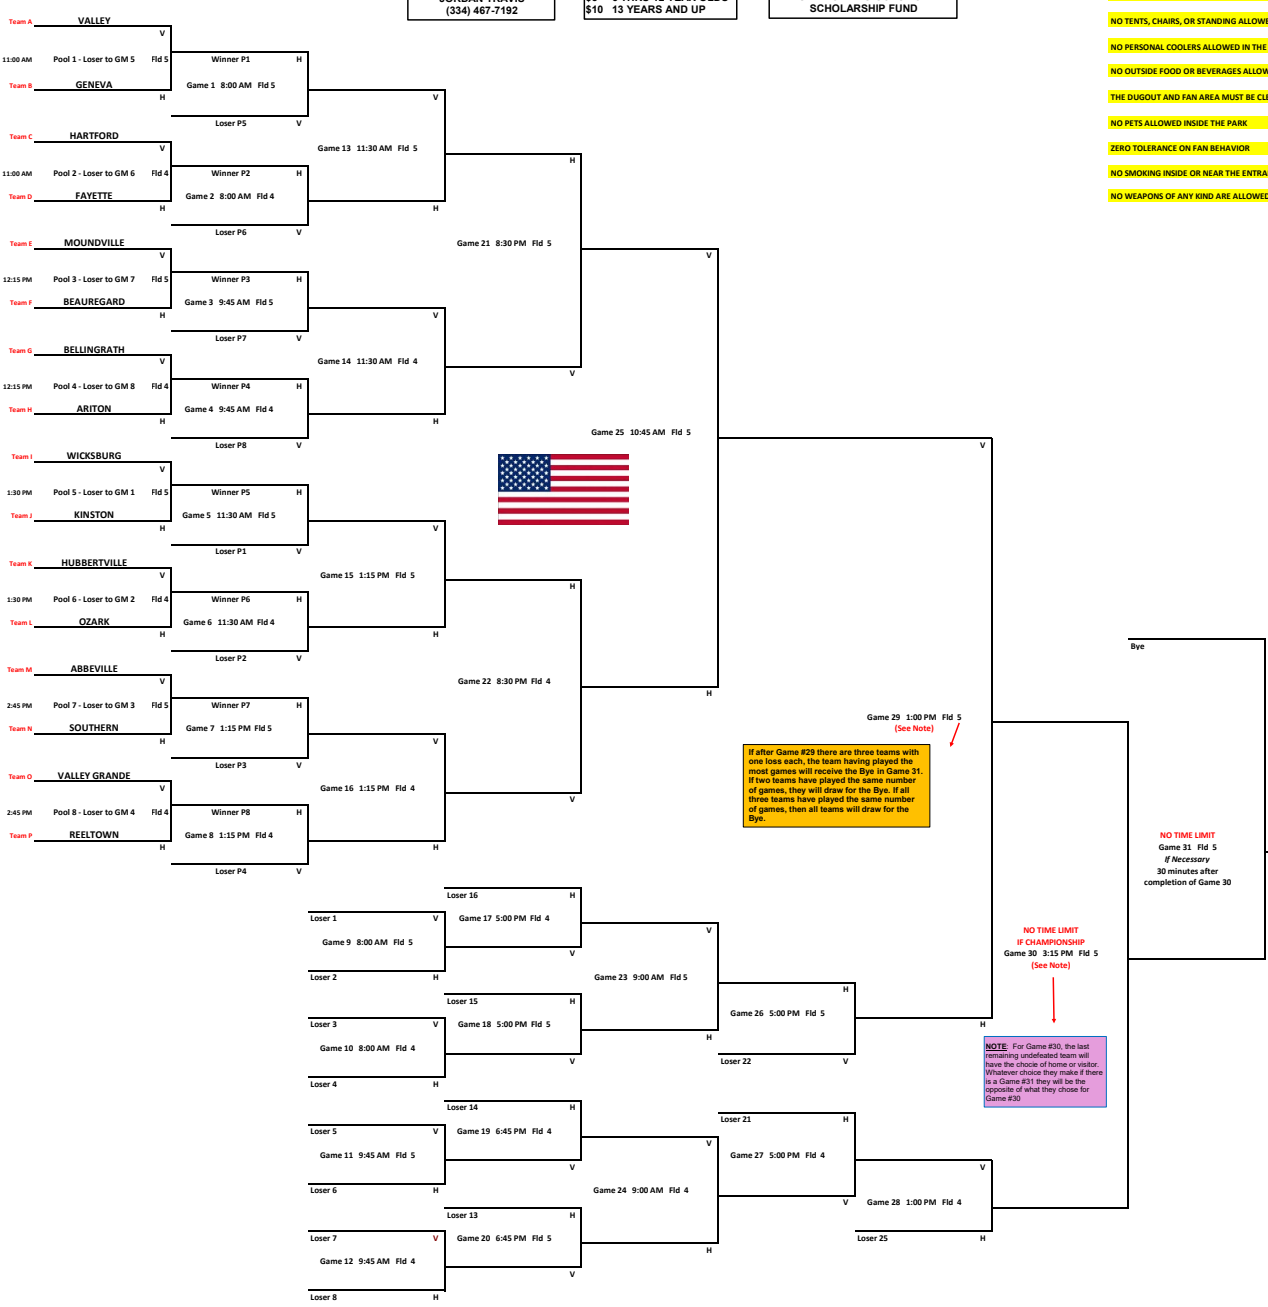 JORDAN TRAVIS
(334) 467-7192
$10 13 YEARS AND UP
SCHOLARSHIP FUND
NO TENTS, CHAIRS, OR STANDING ALLOWE
NO PERSONAL COOLERS ALLOWED IN THE
NO OUTSIDE FOOD OR BEVERAGES ALLOW
THE DUGOUT AND FAN AREA MUST BE CLE
NO PETS ALLOWED INSIDE THE PARK
ZERO TOLERANCE ON FAN BEHAVIOR
NO SMOKING INSIDE OR NEAR THE ENTRA
NO WEAPONS OF ANY KIND ARE ALLOWED
Team A VALLEY
V
11:00 AM Pool 1 - Loser to GM 5 Fld 5
Team B GENEVA
H
Team C HARTFORD
V
11:00 AM Pool 2 - Loser to GM 6 Fld 4
Team D FAYETTE
H
Team E MOUNDVILLE
V
12:15 PM Pool 3 - Loser to GM 7 Fld 5
Team F BEAUREGARD
H
Team G BELLINGRATH
V
12:15 PM Pool 4 - Loser to GM 8 Fld 4
Team H ARITON
H
Team I WICKSBURG
V
1:30 PM Pool 5 - Loser to GM 1 Fld 5
Team J KINSTON
H
Team K HUBBERTVILLE
V
1:30 PM Pool 6 - Loser to GM 2 Fld 4
Team L OZARK
H
Team M ABBEVILLE
V
2:45 PM Pool 7 - Loser to GM 3 Fld 5
Team N SOUTHERN
H
Team O VALLEY GRANDE
V
2:45 PM Pool 8 - Loser to GM 4 Fld 4
Team P REELTOWN
H
Winner P1 H
Game 1 8:00 AM Fld 5
Loser P5 V
Winner P2 H
Game 2 8:00 AM Fld 4
Loser P6 V
Winner P3 H
Game 3 9:45 AM Fld 5
Loser P7 V
Winner P4 H
Game 4 9:45 AM Fld 4
Loser P8 V
Winner P5 H
Game 5 11:30 AM Fld 5
Loser P1 V
Winner P6 H
Game 6 11:30 AM Fld 4
Loser P2 V
Winner P7 H
Game 7 1:15 PM Fld 5
Loser P3 V
Winner P8 H
Game 8 1:15 PM Fld 4
Loser P4 V
V
Game 13 11:30 AM Fld 5
H
V
Game 14 11:30 AM Fld 4
H
V
Game 15 1:15 PM Fld 5
H
V
Game 16 1:15 PM Fld 4
H
H
Game 21 8:30 PM Fld 5
V
H
Game 22 8:30 PM Fld 4
V
V
Game 25 10:45 AM Fld 5
H
Loser 1 V
Game 9 8:00 AM Fld 5
Loser 2 H
Loser 3 V
Game 10 8:00 AM Fld 4
Loser 4 H
Loser 5 V
Game 11 9:45 AM Fld 5
Loser 6 H
Loser 7 V
Game 12 9:45 AM Fld 4
Loser 8 H
Loser 16 H
Game 17 5:00 PM Fld 4
V
Loser 15 H
Game 18 5:00 PM Fld 5
V
Loser 14 H
Game 19 6:45 PM Fld 4
V
Loser 13 H
Game 20 6:45 PM Fld 5
V
V
Game 23 9:00 AM Fld 5
H
V
Game 24 9:00 AM Fld 4
H
H
Game 26 5:00 PM Fld 5
Loser 22 V
Loser 21 H
Game 27 5:00 PM Fld 4
V
V
Game 28 1:00 PM Fld 4
Loser 25 H
V
Game 29 1:00 PM Fld 5
(See Note)
H
If after Game #29 there are three teams with
one loss each, the team having played the
most games will receive the Bye in Game 31.
If two teams have played the same number
of games, they will draw for the Bye. If all
three teams have played the same number
of games, then all teams will draw for the
Bye.
NO TIME LIMIT
IF CHAMPIONSHIP
Game 30 3:15 PM Fld 5
(See Note)
NOTE: For Game #30, the last
remaining undefeated team will
have the chocie of home or visitor.
Whatever choice they make if there
is a Game #31 they will be the
opposite of what they chose for
Game #30
Bye
NO TIME LIMIT
Game 31 Fld 5
If Necessary
30 minutes after
completion of Game 30